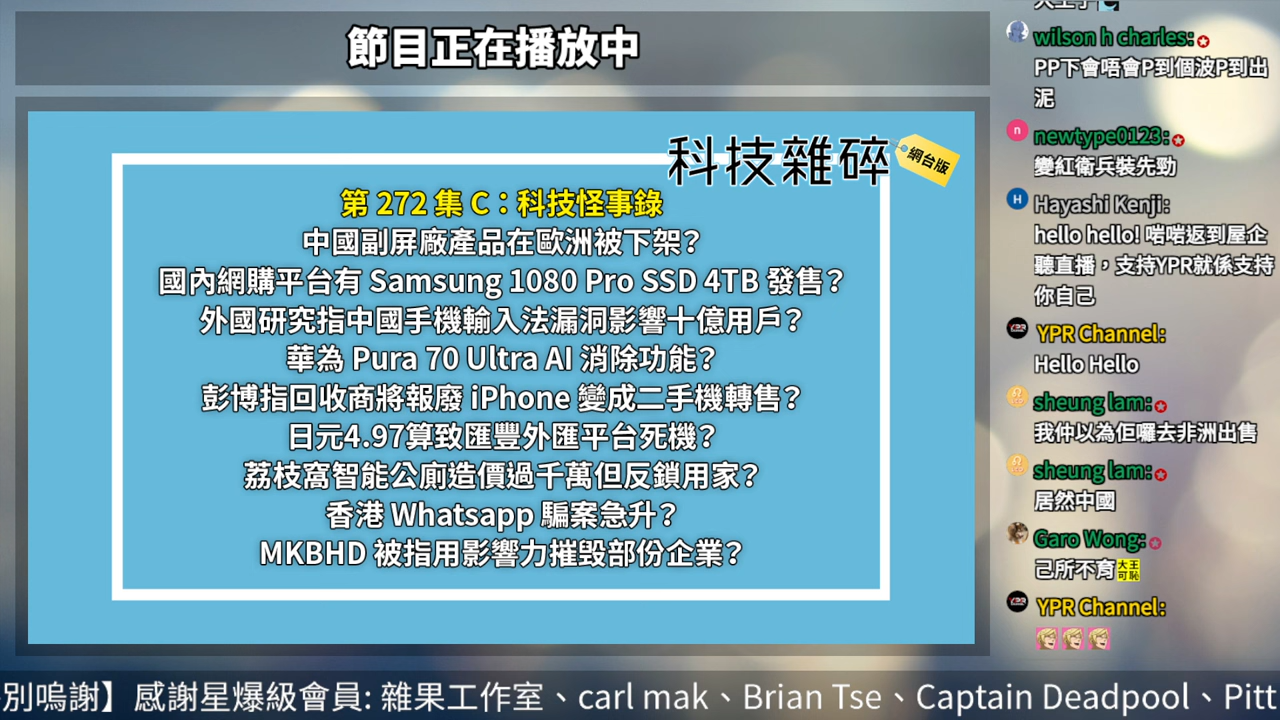 節目正在播放中
科技雜碎
網台版
第 272 集 C：科技怪事錄
中國副屏廠產品在歐洲被下架？
國內網購平台有 Samsung 1080 Pro SSD 4TB 發售？
外國研究指中國手機輸入法漏洞影響十億用戶？
華為 Pura 70 Ultra AI 消除功能？
彭博指回收商將報廢 iPhone 變成二手機轉售？
日元4.97算致匯豐外匯平台死機？
荔枝窩智能公廁造價過千萬但反鎖用家？
香港 Whatsapp 騙案急升？
MKBHD 被指用影響力摧毀部份企業？
wilson h charles:
PP下會唔會P到個波P到出
泥
n
newtype0123:
變紅衛兵裝先勁
H
Hayashi Kenji:
hello hello! 啱啱返到屋企
聽直播，支持YPR就係支持
你自己
YPR Channel:
Hello Hello
sheung lam:
我仲以為佢囉去非洲出售
sheung lam:
居然中國
Garo Wong:
己所不育大王可恥
YPR Channel:
別嗚謝】感謝星爆級會員: 雜果工作室、carl mak、Brian Tse、Captain Deadpool、Pitt